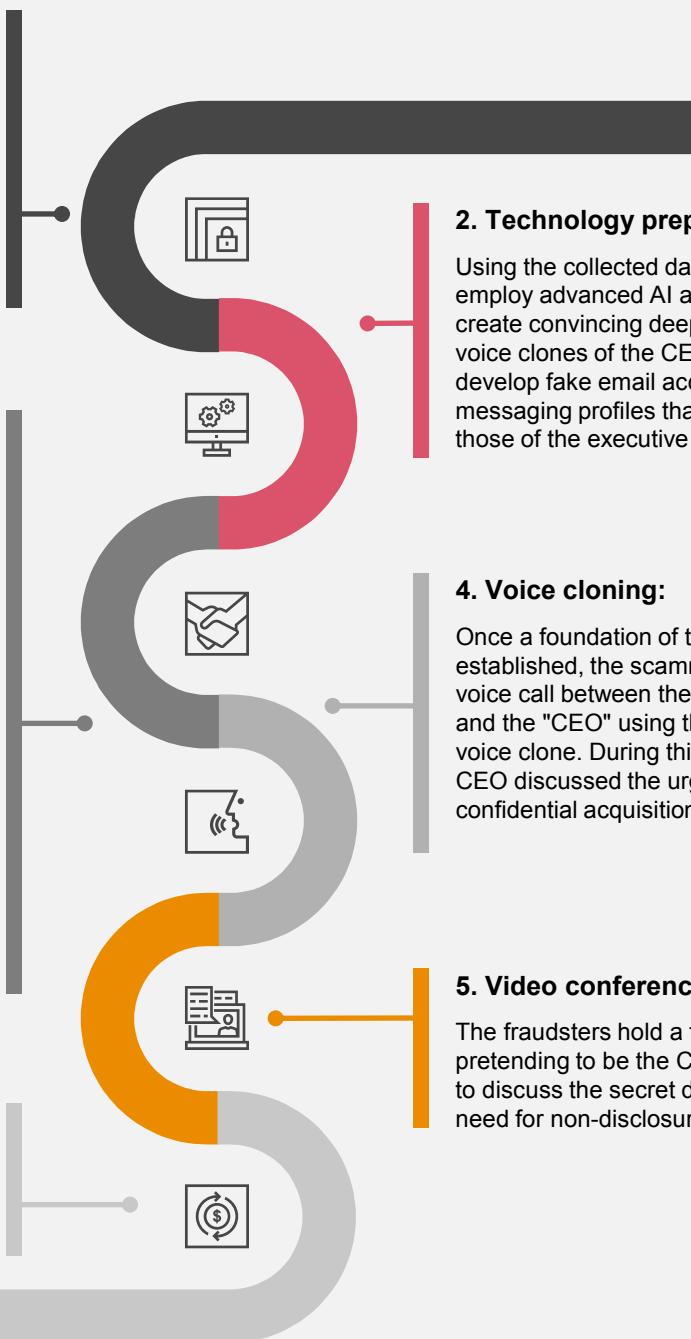 2. Technology prep
Using the collected da
employ advanced AI a
create convincing deep
voice clones of the CE
develop fake email acc
messaging profiles tha
those of the executive
4. Voice cloning:
Once a foundation of t
established, the scamm
voice call between the
and the "CEO" using th
voice clone. During thi
CEO discussed the urg
confidential acquisition
5. Video conferenc
The fraudsters hold a f
pretending to be the C
to discuss the secret d
need for non-disclosur
$